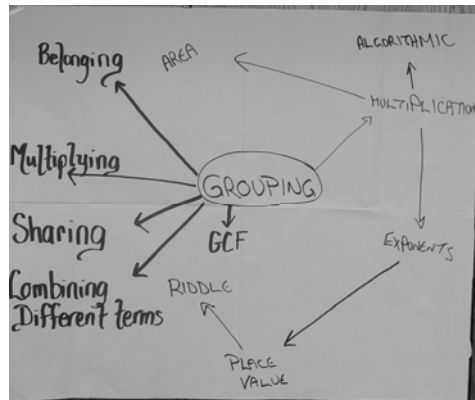 ALGORITHMIC
Belonging
AREA
MULTIPLICATION
Multiplying
GROUPING
Sharing
GCF
EXPONENTS
Combining
Different terms
RIDDLE
PLACE
VALUE